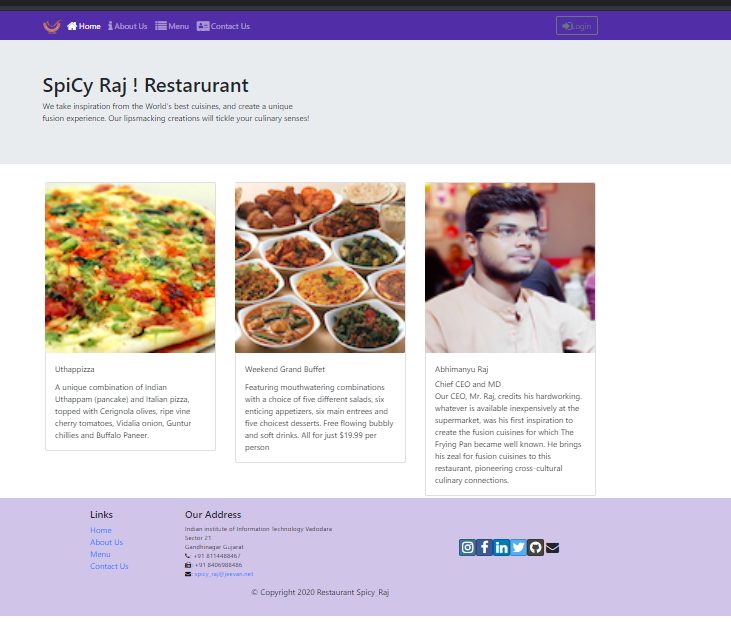 Home About Us Menu Contact Us Login
SpiCy Raj ! Restarurant
We take inspiration from the World's best cuisines, and create a unique
fusion experience. Our lipsmacking creations will tickle your culinary senses!
Uthappizza
A unique combination of Indian
Uthappam (pancake) and Italian pizza,
topped with Cerignola olives, ripe vine
cherry tomatoes, Vidalia onion, Guntur
chillies and Buffalo Paneer.
Weekend Grand Buffet
Featuring mouthwatering combinations
with a choice of five different salads, six
enticing appetizers, six main entrees and
five choicest desserts. Free flowing bubbly
and soft drinks. All for just $19.99 per
person
Abhimanyu Raj
Chief CEO and MD
Our CEO, Mr. Raj, credits his hardworking.
whatever is available inexpensively at the
supermarket, was his first inspiration to
create the fusion cuisines for which The
Frying Pan became well known. He brings
his zeal for fusion cuisines to this
restaurant, pioneering cross-cultural
culinary connections.
Links
Home
About Us
Menu
Contact Us
Our Address
Indian institute of Information Technology Vadodara
Sector 21
Gandhinagar Gujarat
: +91 8114488467
: +91 8406988486
: spicy_raj@jeevan.net
© Copyright 2020 Restaurant Spicy_Raj